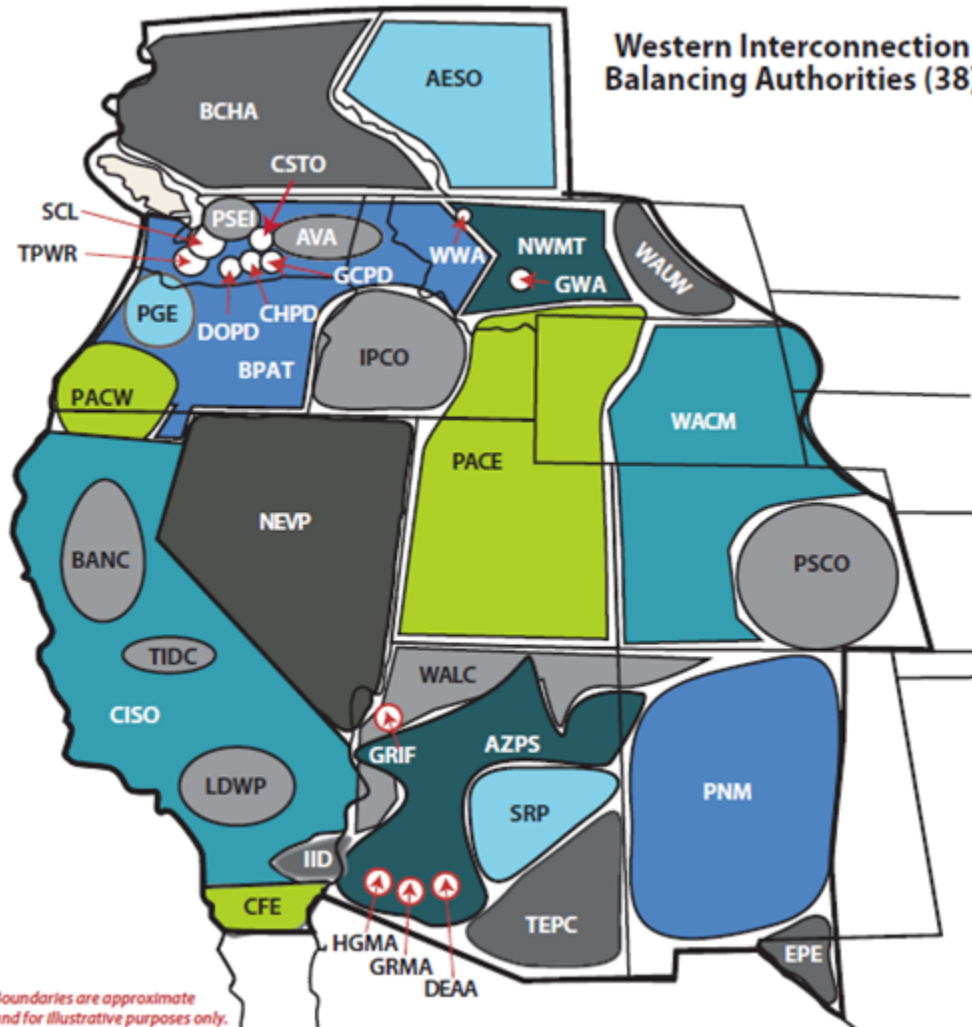 Western Interconnection
Balancing Authorities (38)
AESO
BCHA
CSTO
SCL
PSEI
TPWR
AVA
WWA
NWMT
WAUW
GCPD
GWA
PGE
CHPD
DOPD
IPCO
BPAT
PACW
WACM
PACE
NEVP
BANC
PSCO
TIDC
WALC
CISO
GRIF
AZPS
LDWP
PNM
SRP
IID
CFE
TEPC
HGMA
GRMA
DEAA
EPE
Boundaries are approximate
and for illustrative purposes only.